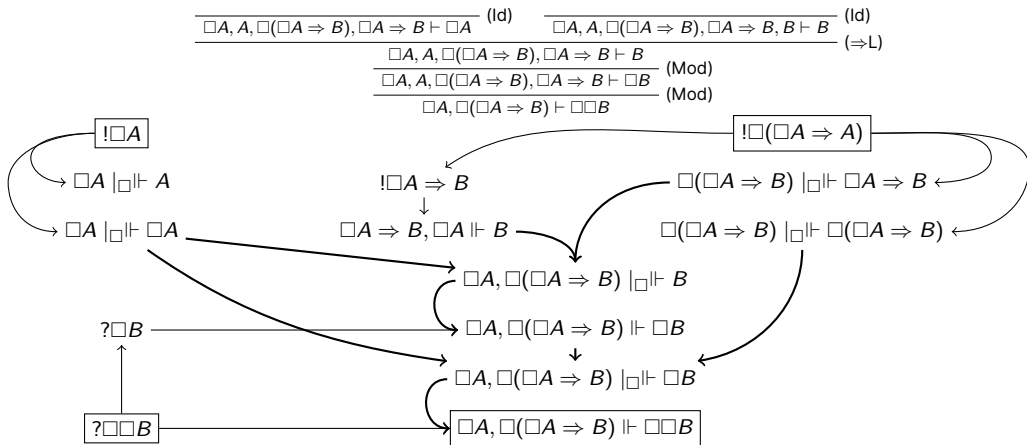 (Id) (Id)
□A, A, □(□A ⇒ B), □A ⇒ B ⊢ □A □A, A, □(□A ⇒ B), □A ⇒ B, B ⊢ B
(⇒L)
□A, A, □(□A ⇒ B), □A ⇒ B ⊢ B
(Mod)
□A, A, □(□A ⇒ B), □A ⇒ B ⊢ □B
(Mod)
□A, □(□A ⇒ B) ⊢ □□B
!□A !□(□A ⇒ A)
□A |□⊩ A !□A ⇒ B □(□A ⇒ B) |□⊩ □A ⇒ B
□A |□⊩ □A □A ⇒ B, □A ⊩ B □(□A ⇒ B) |□⊩ □(□A ⇒ B)
□A, □(□A ⇒ B) |□⊩ B
?□B □A, □(□A ⇒ B) ⊩ □B
□A, □(□A ⇒ B) |□⊩ □B
?□□B □A, □(□A ⇒ B) ⊩ □□B